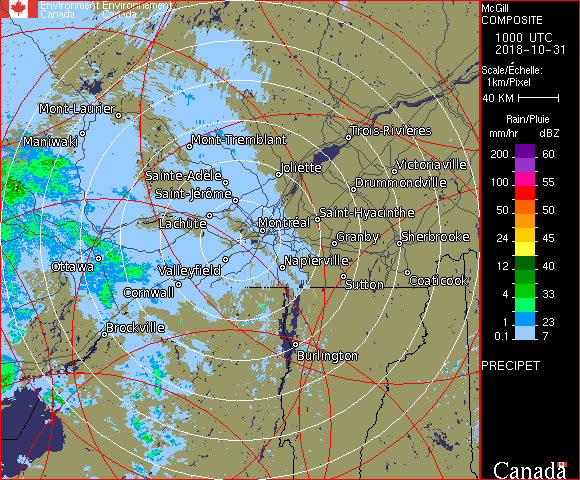 Environment Environnement
Canada Canada
McGill
COMPOSITE
1000 UTC
2018-10-31
Scale/Échelle:
1km/Pixel
40 KM
Rain/Pluie
mm/hr dBZ
200 60
100 55
50 50
24 45
12 40
4 33
1 23
0.1 7
PRECIPET
Mont-Laurier
Maniwaki
Mont-Tremblant
Trois-Rivières
Joliette
Victoriaville
Sainte-Adèle
Drummondville
Saint-Jérôme
Lachute
Montréal
Saint-Hyacinthe
Granby
Sherbrooke
Ottawa
Valleyfield
Napierville
Cornwall
Sutton
Coaticook
Brockville
Burlington
Canada